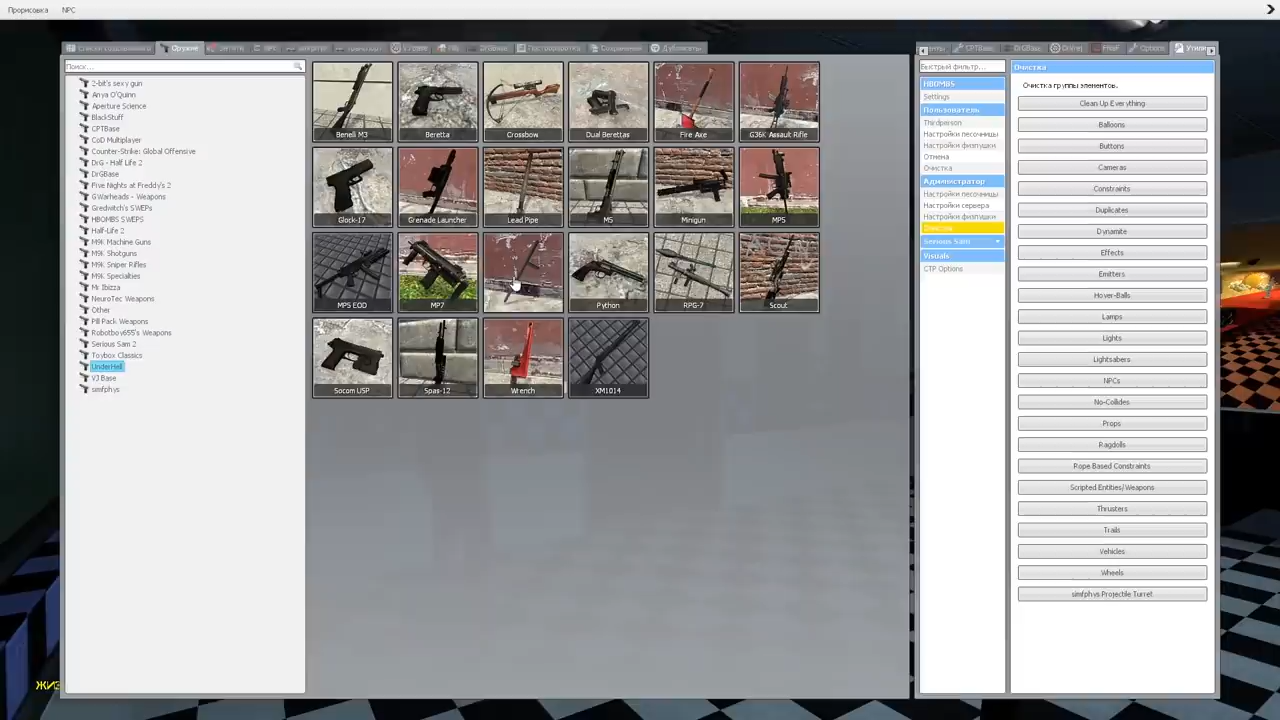 Прорисовка
NPC
Оружие
NPC
Постобработка
Сохранения
Дубликаты
CPTBase
DrGBase
Options
Утили
Поиск...
2-bit's sexy gun
Anya O'Quinn
Aperture Science
BlackStuff
CPTBase
CoD Multiplayer
Counter-Strike: Global Offensive
DrG - Half Life 2
DrGBase
Five Nights at Freddy's 2
G Warheads - Weapons
Gredwitch's SWEPs
HBOMBS SWEPS
Half-Life 2
M9k Machine Guns
M9k Shotguns
M9k Sniper Rifles
M9k Specialties
Mr Ibizza
NeuroTec Weapons
Other
Pill Pack Weapons
Robotboy655's Weapons
Serious Sam 2
Toybox Classics
UnderHell
VJ Base
simfphys
Benelli M3
Beretta
Crossbow
Dual Berettas
Fire Axe
G36K Assault Rifle
Glock-17
Grenade Launcher
Lead Pipe
M5
Minigun
MP5
MP5 EOD
MP7
Python
RPG-7
Scout
Socom USP
Spas-12
Wrench
XM1014
Быстрый фильтр...
HBOMBS
Settings
Пользователь
Thirdperson
Настройки песочницы
Настройки физпушки
Отмена
Очистка
Администратор
Настройки песочницы
Настройки сервера
Настройки физпушки
Очистка
Serious Sam
Visuals
CTP Options
Очистка
Очистка группы элементов.
Clean Up Everything
Balloons
Buttons
Cameras
Constraints
Duplicates
Dynamite
Effects
Emitters
Hover-Balls
Lamps
Lights
Lightsabers
NPCs
No-Collides
Props
Ragdolls
Rope Based Constraints
Scripted Entities/Weapons
Thrusters
Trails
Vehicles
Wheels
simfphys Projectile Turret
ЖИЗ